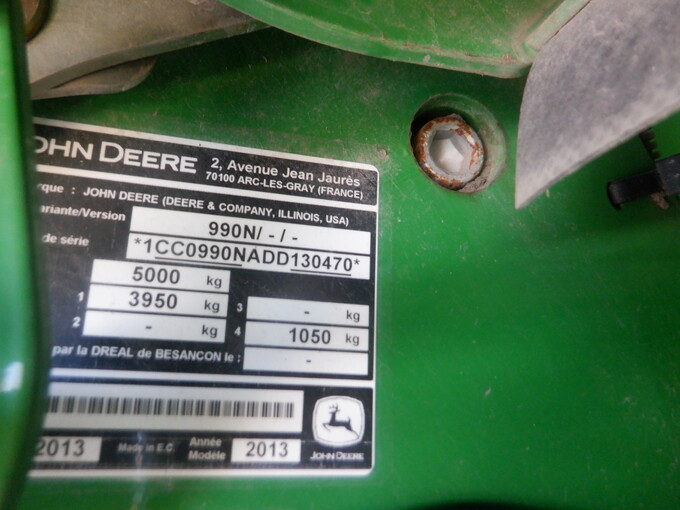 JOHN DEERE 2, Avenue Jean Jaurès
70100 ARC-LES-GRAY (FRANCE)
arque : JOHN DEERE (DEERE & COMPANY, ILLINOIS, USA)
ariante/Version 990N/ - / -
de série *1CC0990NADD130470*
5000 kg
1 3950 kg 3 - kg
2 - kg 4 1050 kg
par la DREAL de BESANCON le : -
2013 Made in E.C. Année Modèle 2013
JOHN DEERE